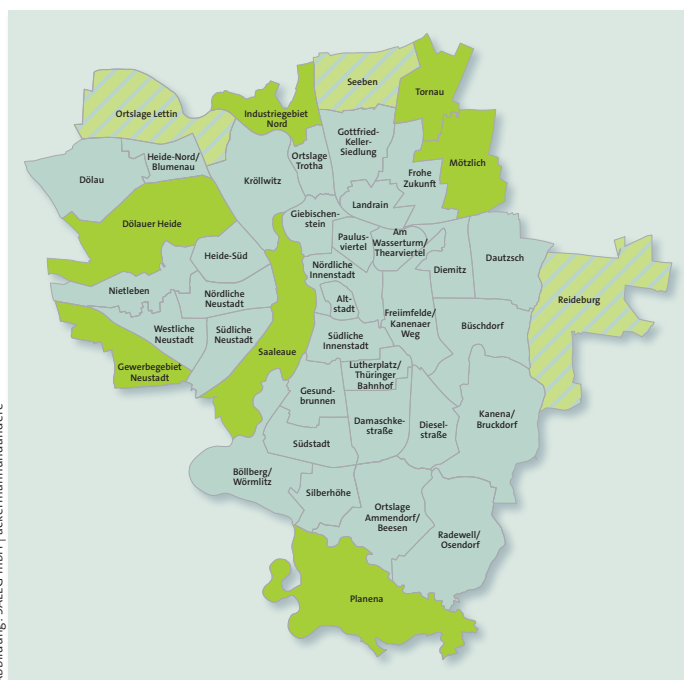 Seeben
Tornau
Ortslage Lettin
Industriegebiet
Nord
Gottfried-
Keller-
Siedlung
Heide-Nord/
Blumenau
Ortslage
Trotha
Mötzlich
Frohe
Zukunft
Dölau
Kröllwitz
Landrain
Giebischen-
stein
Dölauer Heide
Paulus-
viertel
Am
Wasserturm/
Thearviertel
Heide-Süd
Dautzsch
Diemitz
Nördliche
Innenstadt
Nietleben
Nördliche
Neustadt
Alt-
stadt
Reideburg
Freiimfelde/
Kanenaer
Weg
Büschdorf
Westliche
Neustadt
Südliche
Neustadt
Saaleaue
Südliche
Innenstadt
Gewerbegebiet
Neustadt
Lutherplatz/
Thüringer
Bahnhof
Gesund-
brunnen
Kanena/
Bruckdorf
Damaschke-
straße
Diesel-
straße
Südstadt
Böllberg/
Wörmlitz
Silberhöhe
Ortslage
Ammendorf/
Beesen
Radewell/
Osendorf
Planena